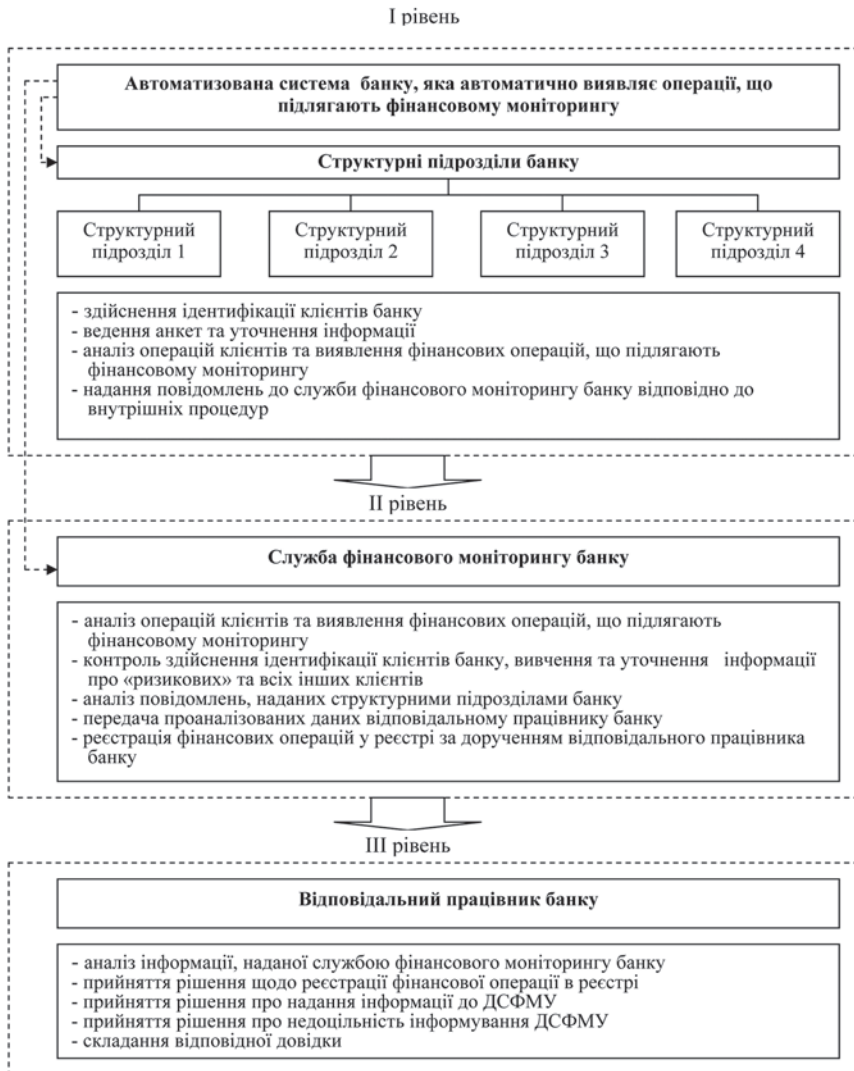 I рівень
Автоматизована система банку, яка автоматично виявляє операції, що
підлягають фінансовому моніторингу
Структурні підрозділи банку
Структурний
підрозділ 1
Структурний
підрозділ 2
Структурний
підрозділ 3
Структурний
підрозділ 4
- здійснення ідентифікації клієнтів банку
- ведення анкет та уточнення інформації
- аналіз операцій клієнтів та виявлення фінансових операцій, що підлягають
фінансовому моніторингу
- надання повідомлень до служби фінансового моніторингу банку відповідно до
внутрішніх процедур
II рівень
Служба фінансового моніторингу банку
- аналіз операцій клієнтів та виявлення фінансових операцій, що підлягають
фінансовому моніторингу
- контроль здійснення ідентифікації клієнтів банку, вивчення та уточнення інформації
про «ризикових» та всіх інших клієнтів
- аналіз повідомлень, наданих структурними підрозділами банку
- передача проаналізованих даних відповідальному працівнику банку
- реєстрація фінансових операцій у реєстрі за дорученням відповідального працівника
банку
III рівень
Відповідальний працівник банку
- аналіз інформації, наданої службою фінансового моніторингу банку
- прийняття рішення щодо реєстрації фінансової операції в реєстрі
- прийняття рішення про надання інформації до ДСФМУ
- прийняття рішення про недоцільність інформування ДСФМУ
- складання відповідної довідки